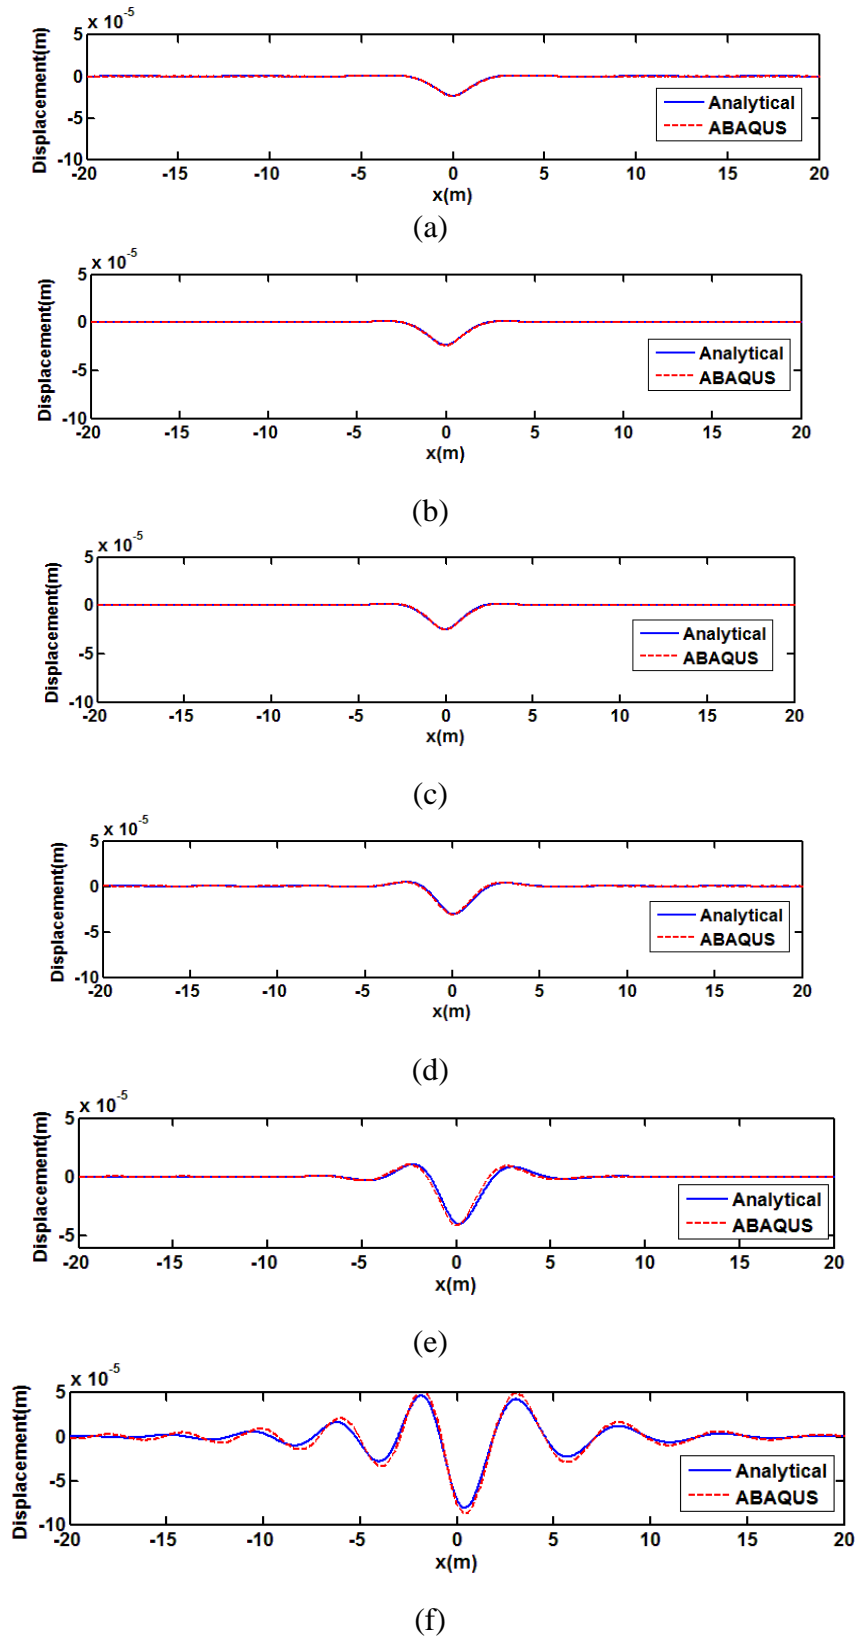 x 10-5
5
0
-5
-10
Displacement(m)
Analytical
ABAQUS
-20 -15 -10 -5 0 5 10 15 20
x(m)
(a)
x 10-5
5
0
-5
-10
Displacement(m)
Analytical
ABAQUS
-20 -15 -10 -5 0 5 10 15 20
x(m)
(b)
x 10-5
5
0
-5
-10
Displacement(m)
Analytical
ABAQUS
-20 -15 -10 -5 0 5 10 15 20
x(m)
(c)
x 10-5
5
0
-5
-10
Displacement(m)
Analytical
ABAQUS
-20 -15 -10 -5 0 5 10 15 20
x(m)
(d)
x 10-5
5
0
-5
Displacement(m)
Analytical
ABAQUS
-20 -15 -10 -5 0 5 10 15 20
x(m)
(e)
x 10-5
5
0
-5
-10
Displacement(m)
Analytical
ABAQUS
-20 -15 -10 -5 0 5 10 15 20
x(m)
(f)